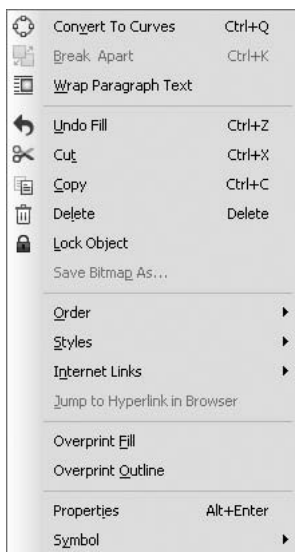 Convert To Curves Ctrl+Q
Break Apart Ctrl+K
Wrap Paragraph Text
Undo Fill Ctrl+Z
Cut Ctrl+X
Copy Ctrl+C
Delete Delete
Lock Object
Save Bitmap As...
Order
Styles
Internet Links
Jump to Hyperlink in Browser
Overprint Fill
Overprint Outline
Properties Alt+Enter
Symbol